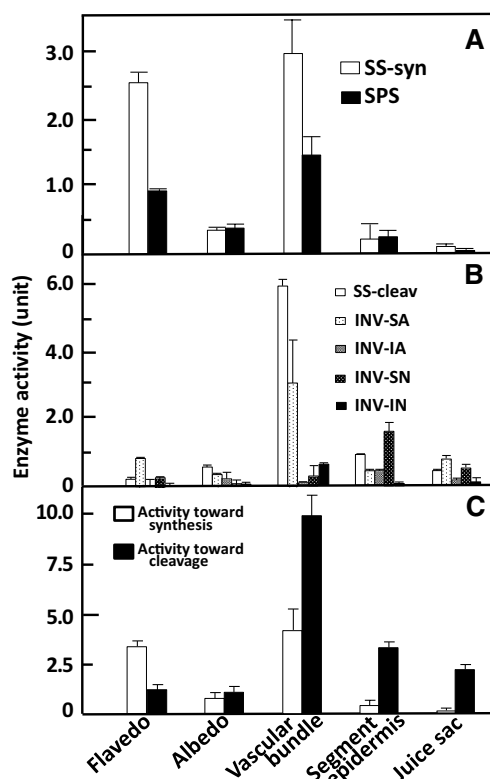 A
SS-syn
SPS
3.0
2.0
1.0
0
B
SS-cleav
INV-SA
INV-IA
INV-SN
INV-IN
6.0
4.0
2.0
0
C
Activity toward
synthesis
Activity toward
cleavage
10.0
7.5
5.0
2.5
0.0
Enzyme activity (unit)
Flavedo
Albedo
Vascular
bundle
Segment
epidermis
Juice sac